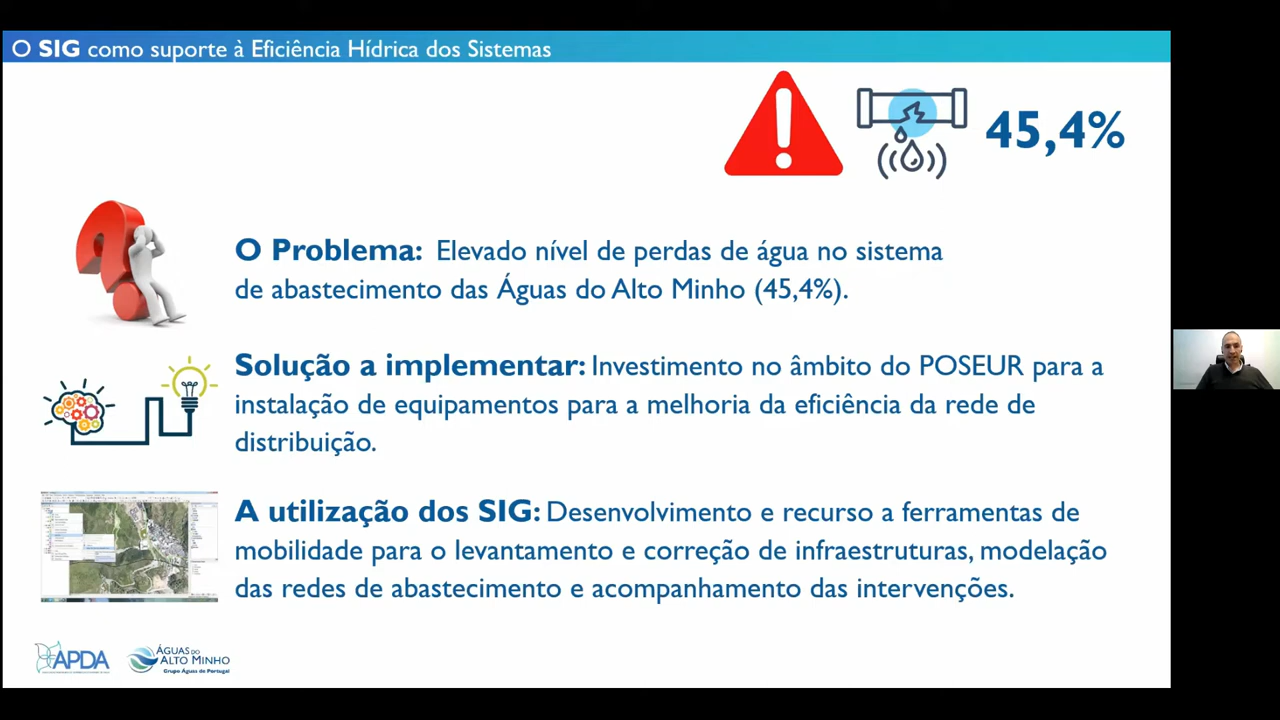 O SIG como suporte à Eficiência Hídrica dos Sistemas
45,4%
O Problema: Elevado nível de perdas de água no sistema
de abastecimento das Águas do Alto Minho (45,4%).
Solução a implementar: Investimento no âmbito do POSEUR para a
instalação de equipamentos para a melhoria da eficiência da rede de
distribuição.
A utilização dos SIG: Desenvolvimento e recurso a ferramentas de
mobilidade para o levantamento e correção de infraestruturas, modelação
das redes de abastecimento e acompanhamento das intervenções.
APDA
ÁGUAS DO
ALTO MINHO
Grupo Águas de Portugal